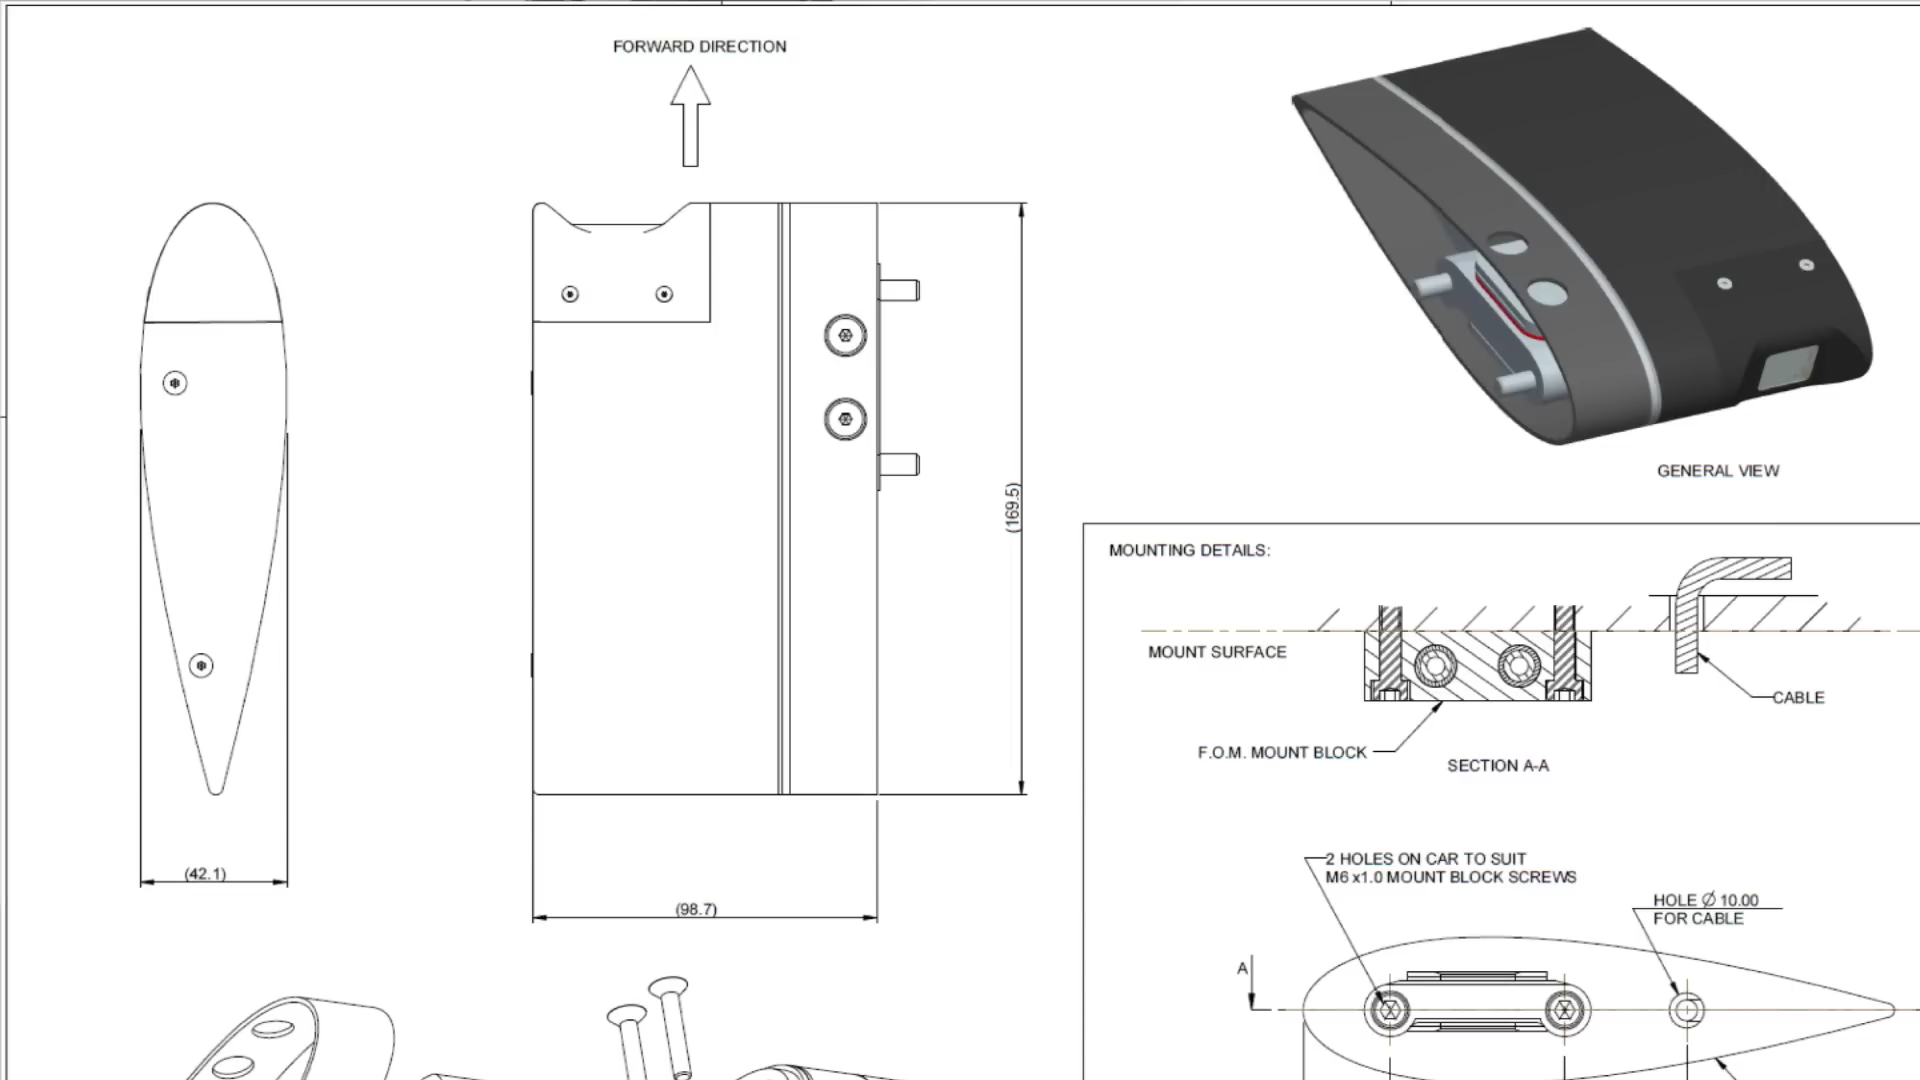 FORWARD DIRECTION
GENERAL VIEW
(169.5)
(42.1)
(98.7)
MOUNTING DETAILS:
MOUNT SURFACE
CABLE
F.O.M. MOUNT BLOCK
SECTION A-A
2 HOLES ON CAR TO SUIT
M6 x1.0 MOUNT BLOCK SCREWS
HOLE Ø 10.00
FOR CABLE
A